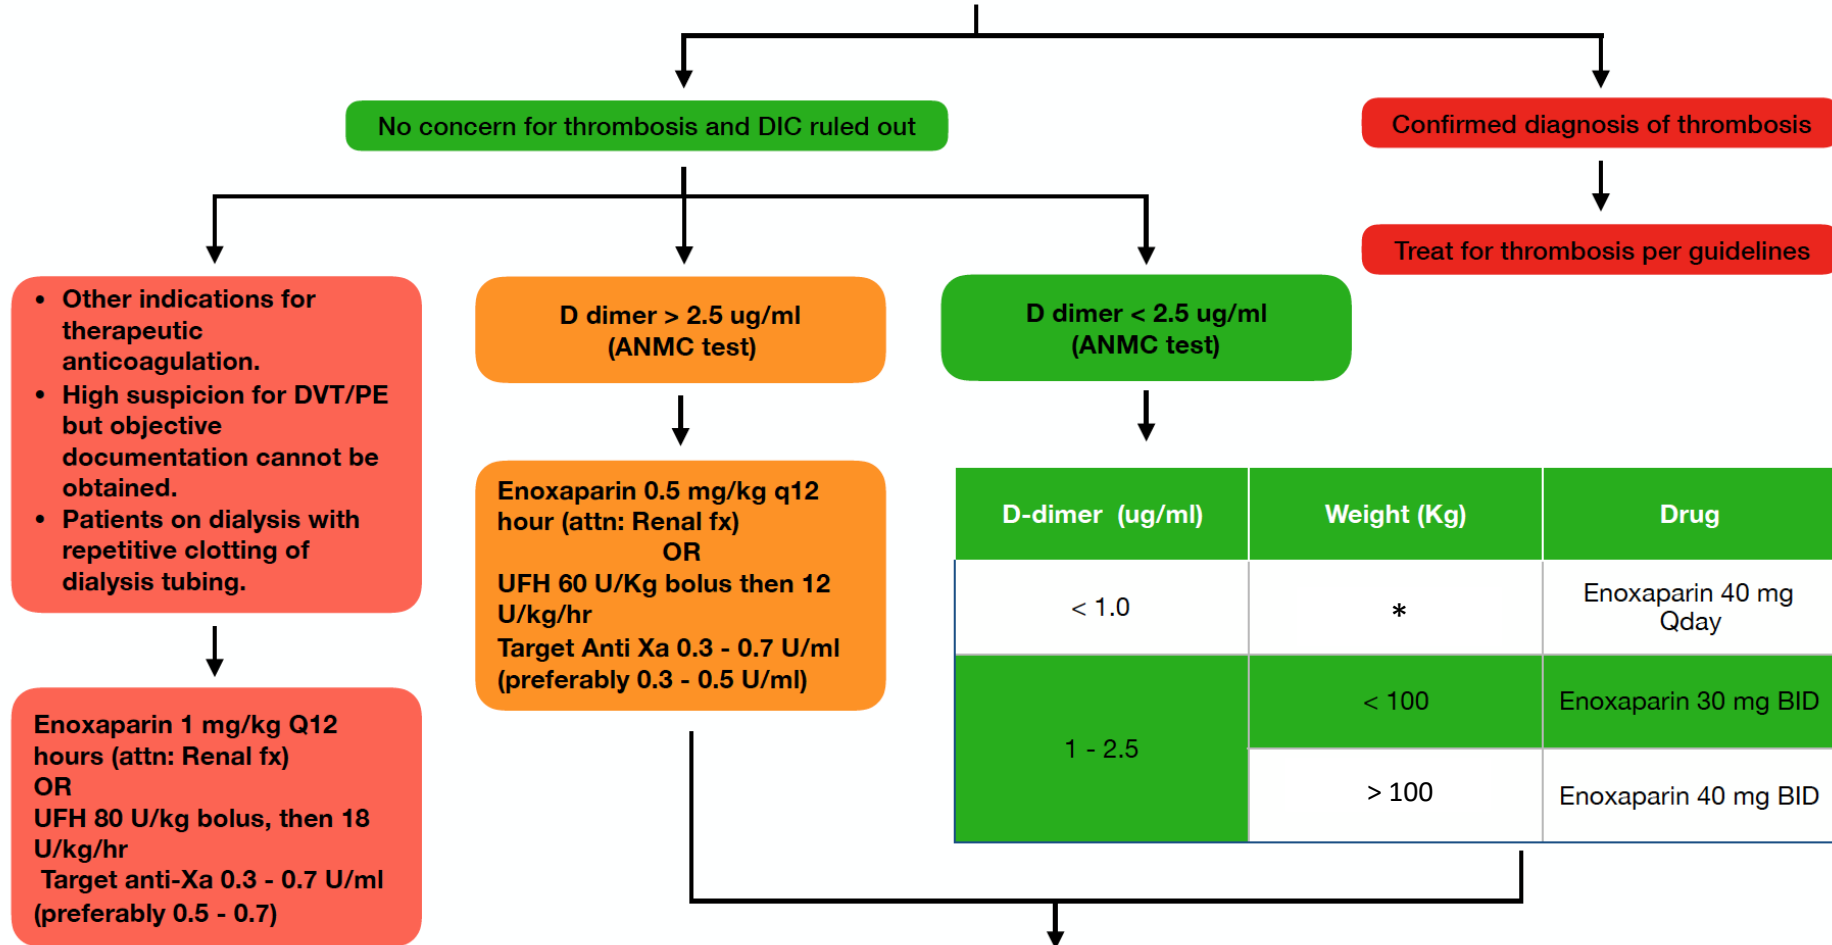 No concern for thrombosis and DIC ruled out
Confirmed diagnosis of thrombosis
Treat for thrombosis per guidelines
• Other indications for
therapeutic
anticoagulation.
• High suspicion for DVT/PE
but objective
documentation cannot be
obtained.
• Patients on dialysis with
repetitive clotting of
dialysis tubing.
Enoxaparin 1 mg/kg Q12
hours (attn: Renal fx)
OR
UFH 80 U/kg bolus, then 18
U/kg/hr
Target anti-Xa 0.3 - 0.7 U/ml
(preferably 0.5 - 0.7)
D dimer > 2.5 ug/ml
(ANMC test)
Enoxaparin 0.5 mg/kg q12
hour (attn: Renal fx)
OR
UFH 60 U/Kg bolus then 12
U/kg/hr
Target Anti Xa 0.3 - 0.7 U/ml
(preferably 0.3 - 0.5 U/ml)
D dimer < 2.5 ug/ml
(ANMC test)
D-dimer (ug/ml) Weight (Kg) Drug
< 1.0 * Enoxaparin 40 mg
Qday
1 - 2.5 < 100 Enoxaparin 30 mg BID
> 100 Enoxaparin 40 mg BID